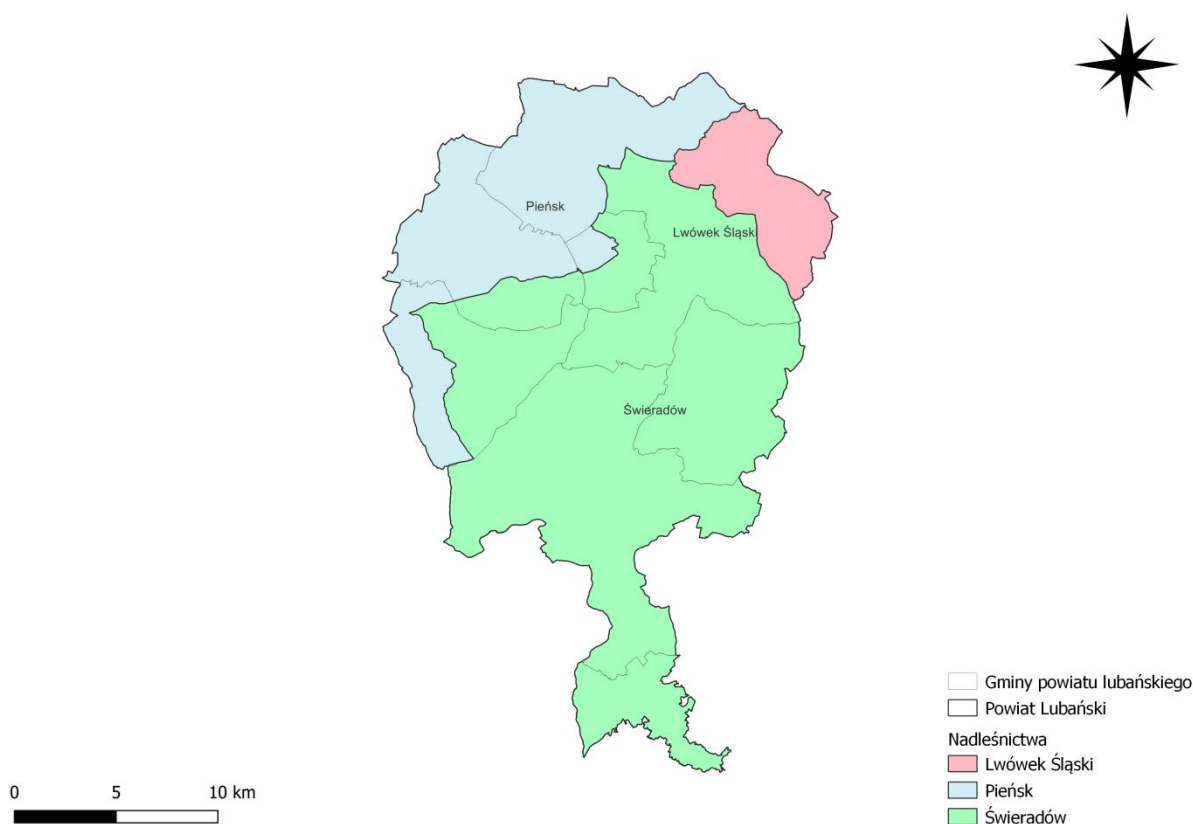 Pieńsk
Lwówek Śląski
Świeradów
0 5 10 km
Gminy powiatu lubańskiego
Powiat Lubański
Nadleśnictwa
Lwówek Śląski
Pieńsk
Świeradów